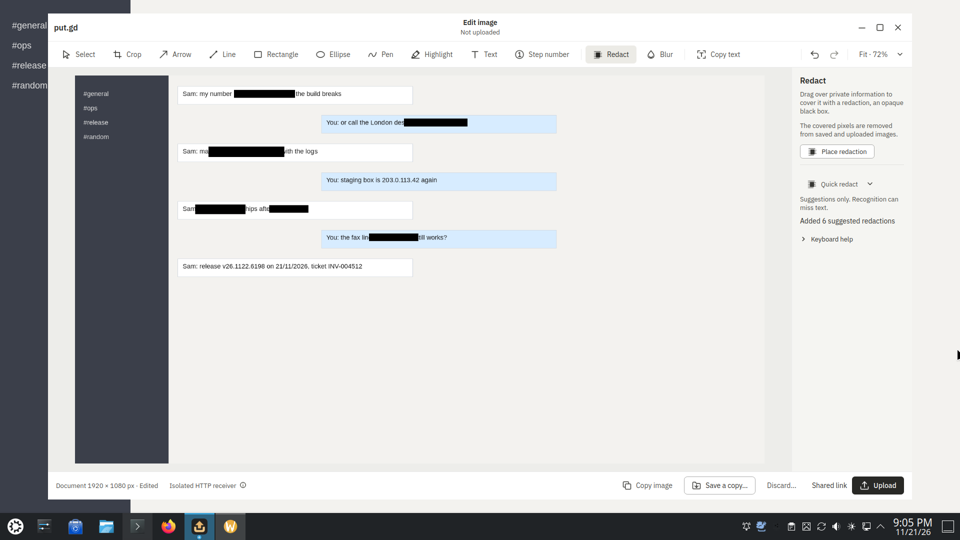 put.gd
Edit image
Not uploaded
Select
Crop
Arrow
Line
Rectangle
Ellipse
Pen
Highlight
Text
Step number
Redact
Blur
Copy text
Fit · 72%
#general
#ops
#release
#random
#general
#ops
#release
#random
Sam: my number the build breaks
You: or call the London des
Sam: ma ith the logs
You: staging box is 203.0.113.42 again
Sam hips afte
You: the fax lin till works?
Sam: release v26.1122.6198 on 21/11/2026, ticket INV-004512
Redact
Drag over private information to
cover it with a redaction, an opaque
black box.
The covered pixels are removed
from saved and uploaded images.
Place redaction
Quick redact
Suggestions only. Recognition can
miss text.
Added 6 suggested redactions
Keyboard help
Document 1920 × 1080 px · Edited
Isolated HTTP receiver
Copy image
Save a copy...
Discard...
Shared link
Upload
9:05 PM
11/21/26